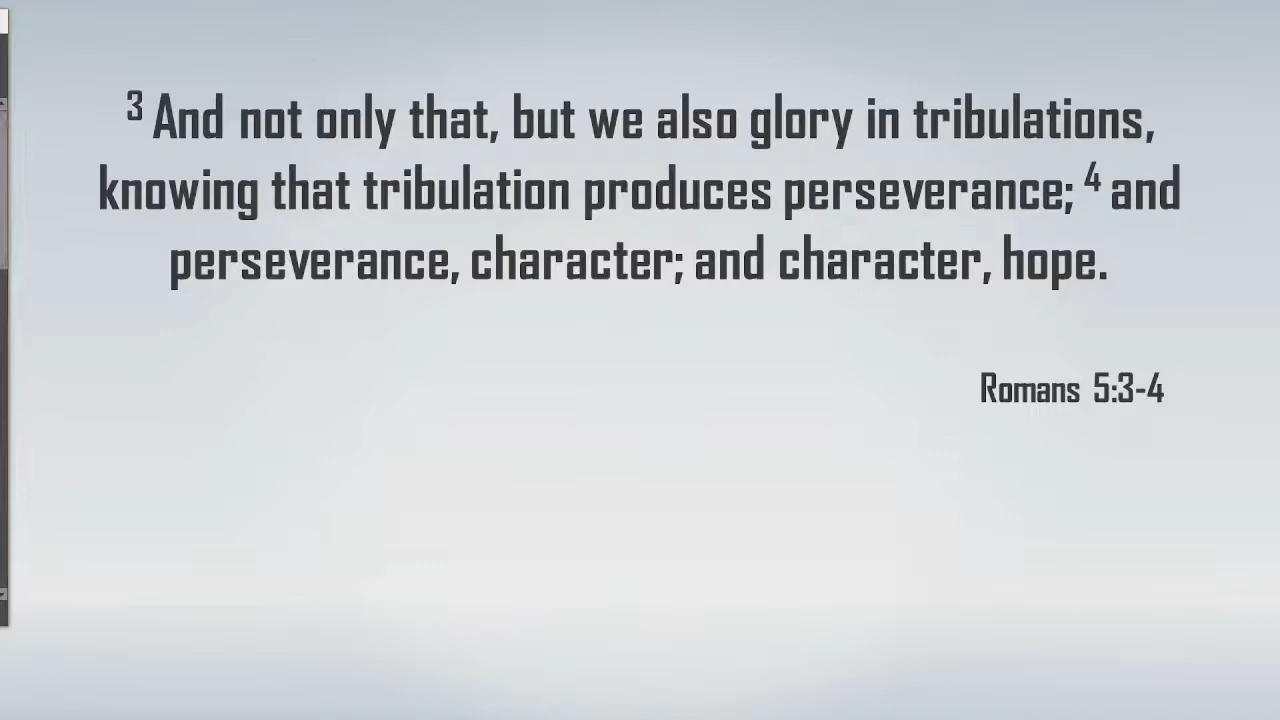 ³ And not only that, but we also glory in tribulations,
knowing that tribulation produces perseverance; ⁴ and
perseverance, character; and character, hope.
Romans 5:3-4